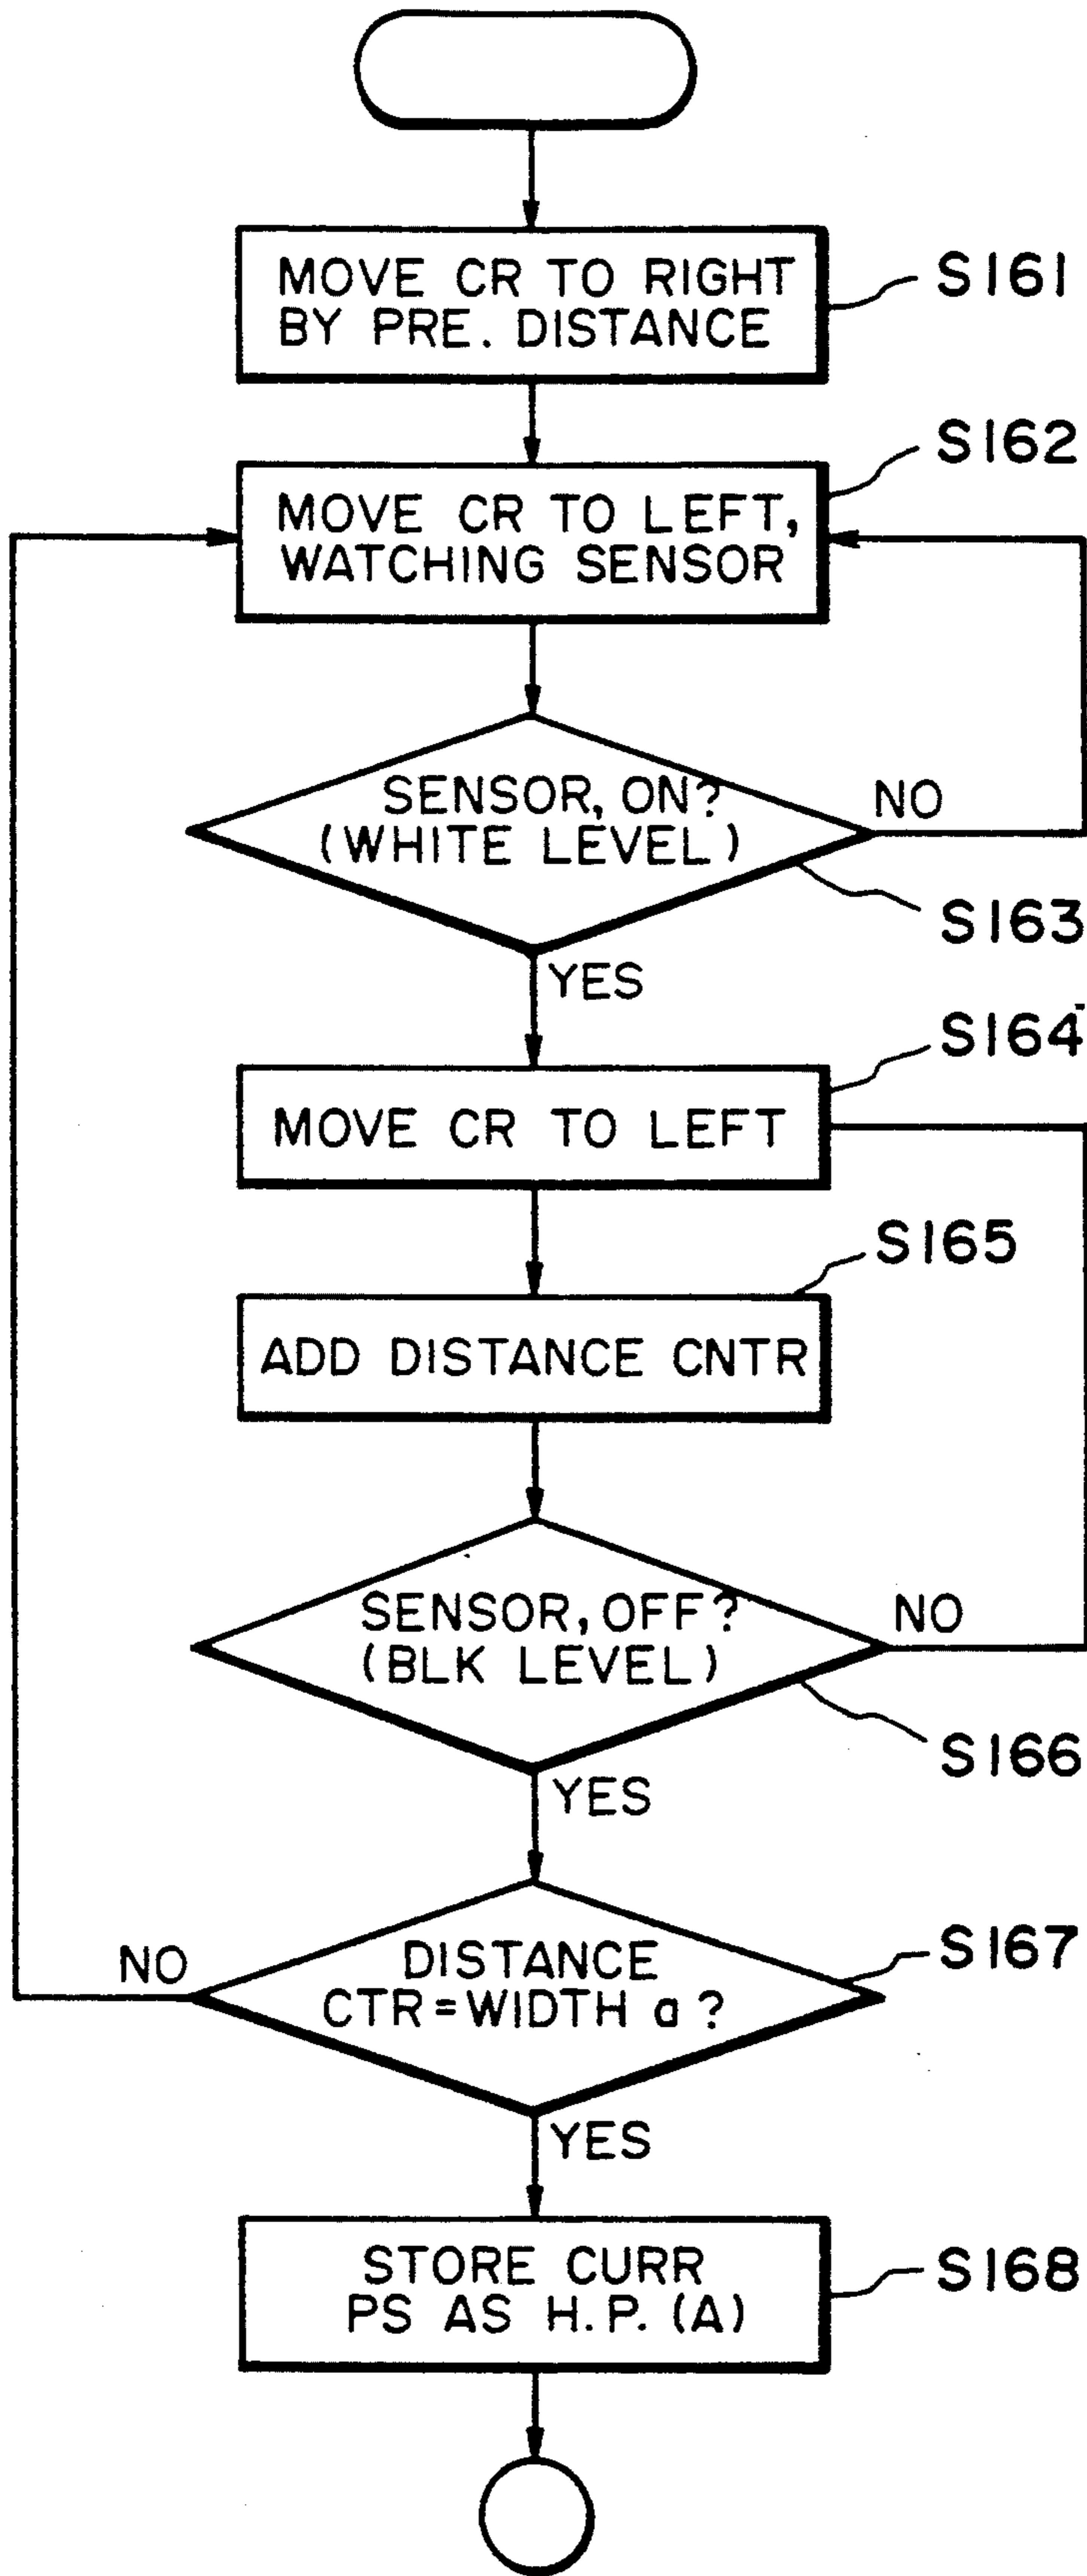 MOVE CR TO RIGHT
BY PRE. DISTANCE
S161
MOVE CR TO LEFT,
WATCHING SENSOR
S162
SENSOR, ON?
(WHITE LEVEL)
NO
S163
YES
MOVE CR TO LEFT
S164
ADD DISTANCE CNTR
S165
SENSOR, OFF?
(BLK LEVEL)
NO
S166
YES
DISTANCE
CTR=WIDTH a?
NO
S167
YES
STORE CURR
PS AS H.P. (A)
S168